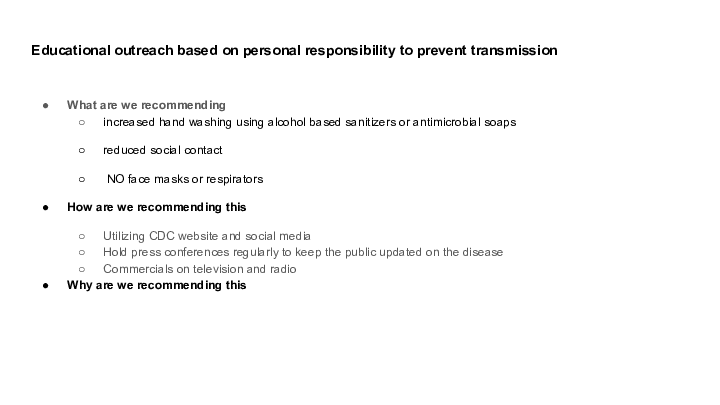 Educational outreach based on personal responsibility to prevent transmission
● What are we recommending
○ increased hand washing using alcohol based sanitizers or antimicrobial soaps
○ reduced social contact
○ NO face masks or respirators
● How are we recommending this
○ Utilizing CDC website and social media
○ Hold press conferences regularly to keep the public updated on the disease
○ Commercials on television and radio
● Why are we recommending this